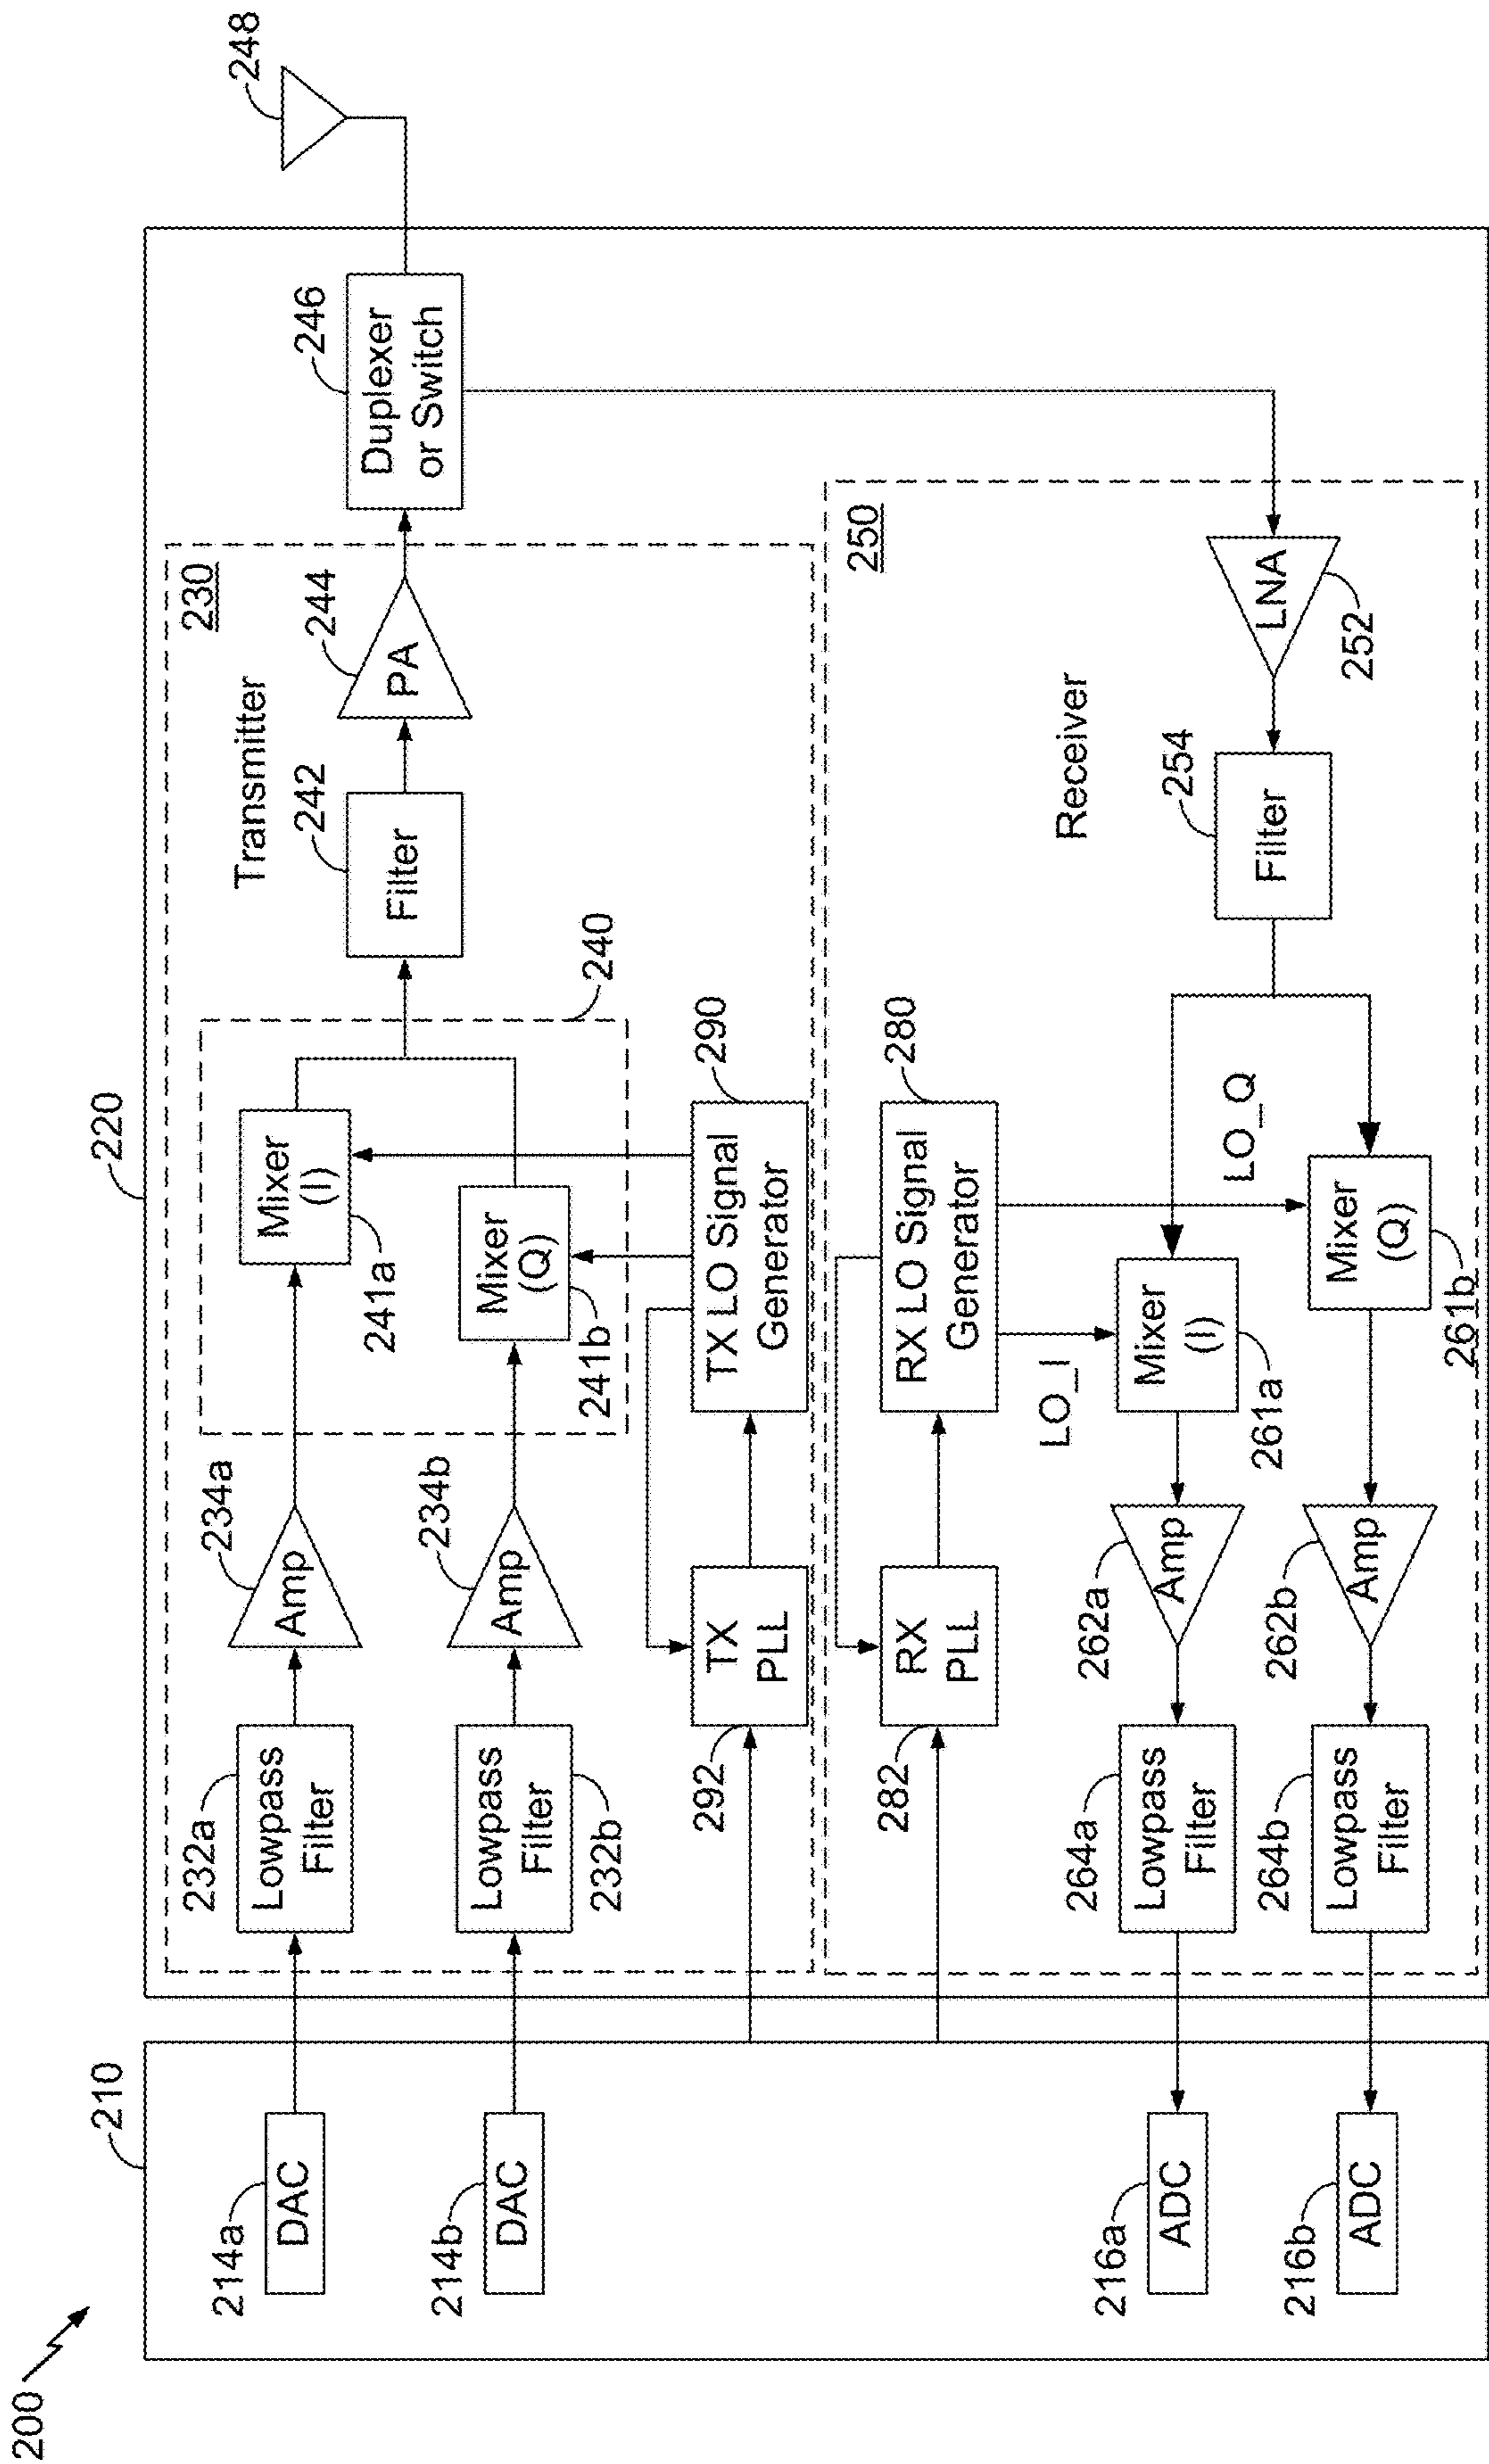 200
210
220
214a
DAC
232a
Lowpass
Filter
234a
Amp
Mixer
(I)
241a
Transmitter
242
Filter
244
PA
230
246
Duplexer
or Switch
248
214b
DAC
Lowpass
Filter
232b
234b
Amp
Mixer
(Q)
241b
240
292
TX
PLL
TX LO Signal
Generator
290
282
RX
PLL
RX LO Signal
Generator
280
250
Receiver
LO_I
LO_Q
216a
ADC
264a
Lowpass
Filter
262a
Amp
Mixer
(I)
261a
254
Filter
LNA
252
216b
ADC
264b
Lowpass
Filter
262b
Amp
Mixer
(Q)
261b